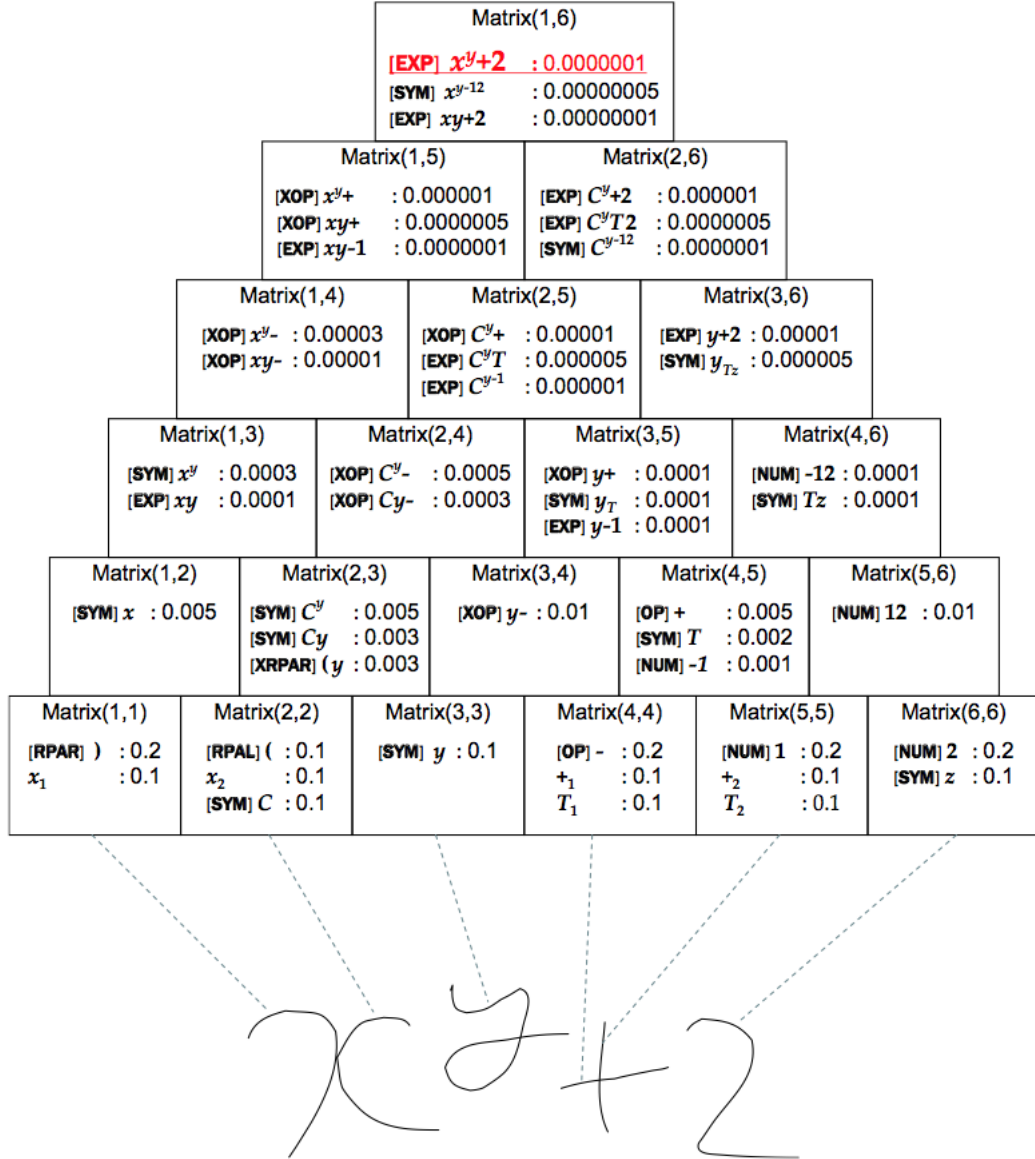 Matrix(1,6)
[EXP] x^y+2 : 0.0000001
[SYM] x^{y-12} : 0.00000005
[EXP] xy+2 : 0.00000001
Matrix(1,5) Matrix(2,6)
[XOP] x^y+ : 0.000001 [EXP] C^y+2 : 0.000001
[XOP] xy+ : 0.0000005 [EXP] C^yT2 : 0.0000005
[EXP] xy-1 : 0.0000001 [SYM] C^{y-12} : 0.0000001
Matrix(1,4) Matrix(2,5) Matrix(3,6)
[XOP] x^y- : 0.00003 [XOP] C^y+ : 0.00001 [EXP] y+2 : 0.00001
[XOP] xy- : 0.00001 [EXP] C^yT : 0.000005 [SYM] y_{Tz} : 0.000005
[EXP] C^{y-1} : 0.000001
Matrix(1,3) Matrix(2,4) Matrix(3,5) Matrix(4,6)
[SYM] x^y : 0.0003 [XOP] C^y- : 0.0005 [XOP] y+ : 0.0001 [NUM] -12 : 0.0001
[EXP] xy : 0.0001 [XOP] Cy- : 0.0003 [SYM] y_T : 0.0001 [SYM] Tz : 0.0001
[EXP] y-1 : 0.0001
Matrix(1,2) Matrix(2,3) Matrix(3,4) Matrix(4,5) Matrix(5,6)
[SYM] x : 0.005 [SYM] C^y : 0.005 [XOP] y- : 0.01 [OP] + : 0.005 [NUM] 12 : 0.01
[SYM] Cy : 0.003 [SYM] T : 0.002
[XRPAR] (y : 0.003 [NUM] -1 : 0.001
Matrix(1,1) Matrix(2,2) Matrix(3,3) Matrix(4,4) Matrix(5,5) Matrix(6,6)
[RPAR] ) : 0.2 [RPAL] ( : 0.1 [SYM] y : 0.1 [OP] - : 0.2 [NUM] 1 : 0.2 [NUM] 2 : 0.2
x_1 : 0.1 x_2 : 0.1 +_1 : 0.1 +_2 : 0.1 [SYM] z : 0.1
[SYM] C : 0.1 T_1 : 0.1 T_2 : 0.1
x^y+2